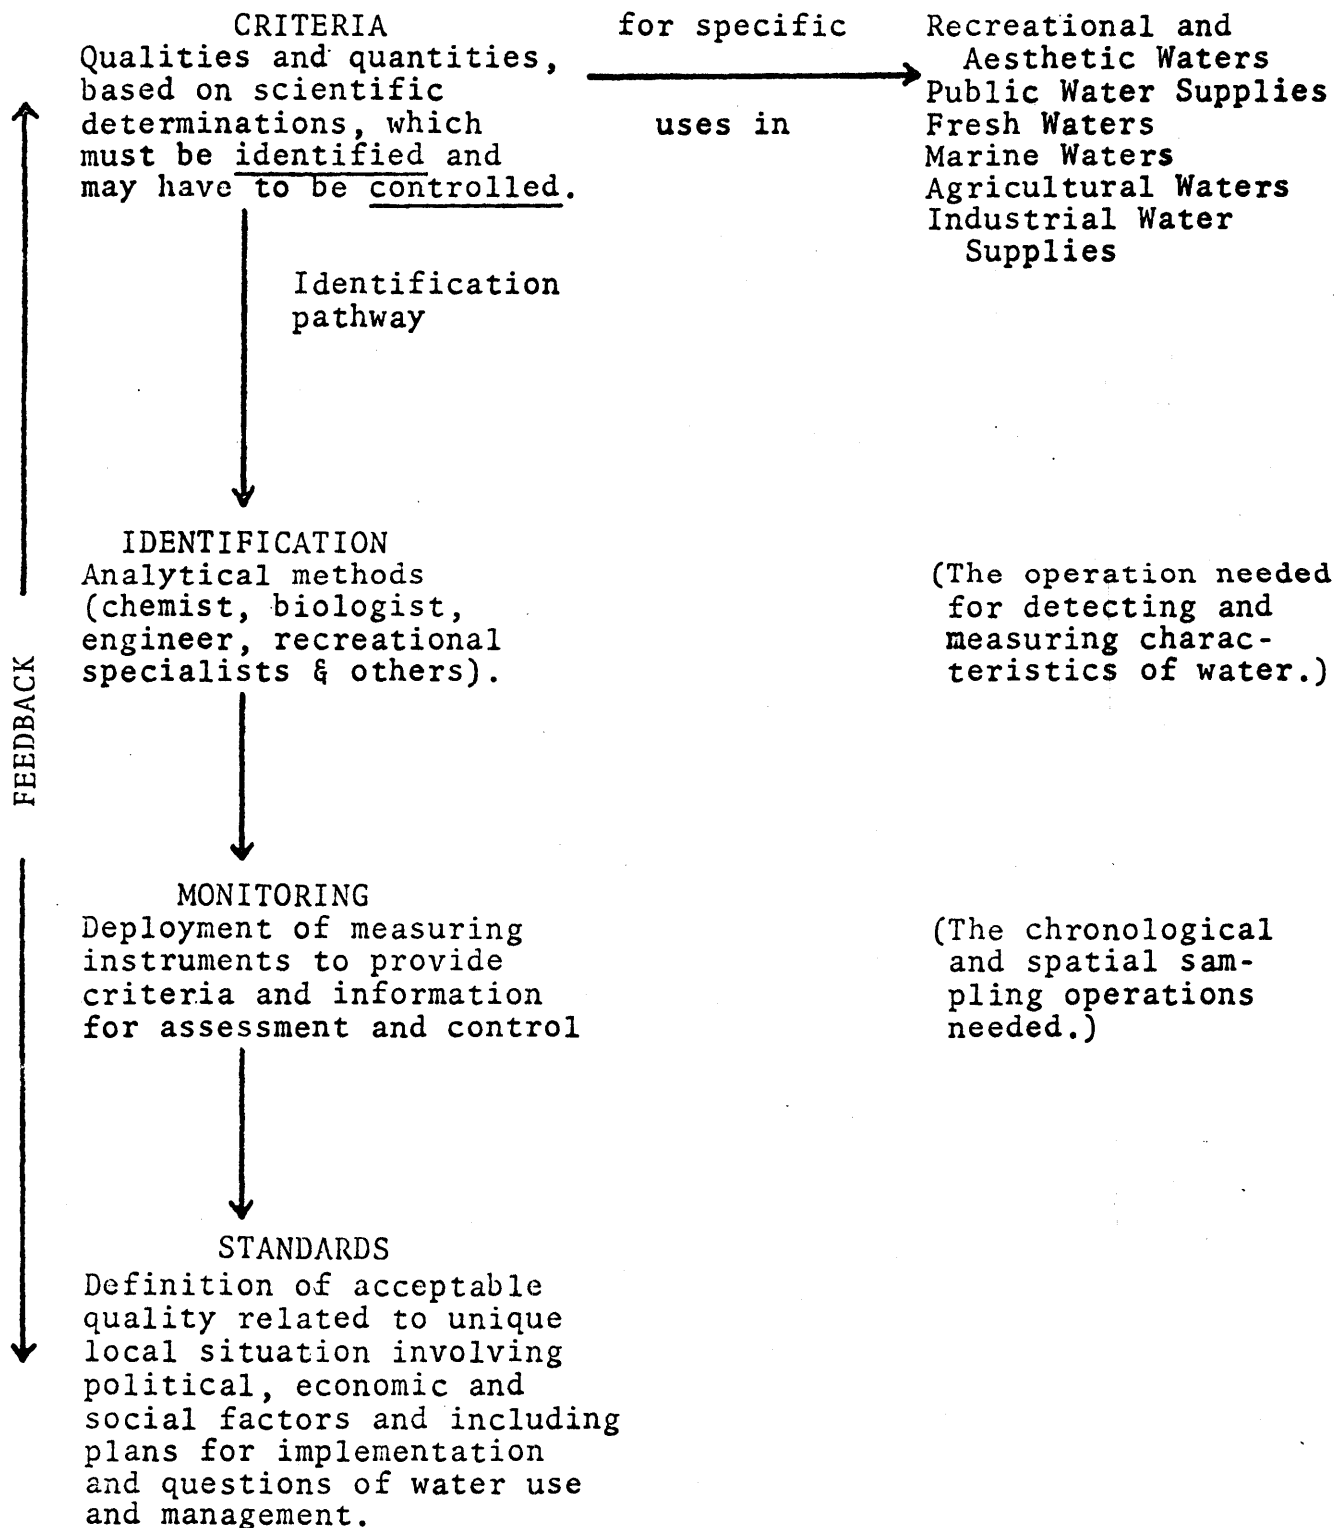 CRITERIA
Qualities and quantities,
based on scientific
determinations, which
must be identified and
may have to be controlled.
for specific
uses in
Recreational and
Aesthetic Waters
Public Water Supplies
Fresh Waters
Marine Waters
Agricultural Waters
Industrial Water
Supplies
Identification
pathway
IDENTIFICATION
Analytical methods
(chemist, biologist,
engineer, recreational
specialists & others).
(The operation needed
for detecting and
measuring charac-
teristics of water.)
FEEDBACK
MONITORING
Deployment of measuring
instruments to provide
criteria and information
for assessment and control
(The chronological
and spatial sam-
pling operations
needed.)
STANDARDS
Definition of acceptable
quality related to unique
local situation involving
political, economic and
social factors and including
plans for implementation
and questions of water use
and management.